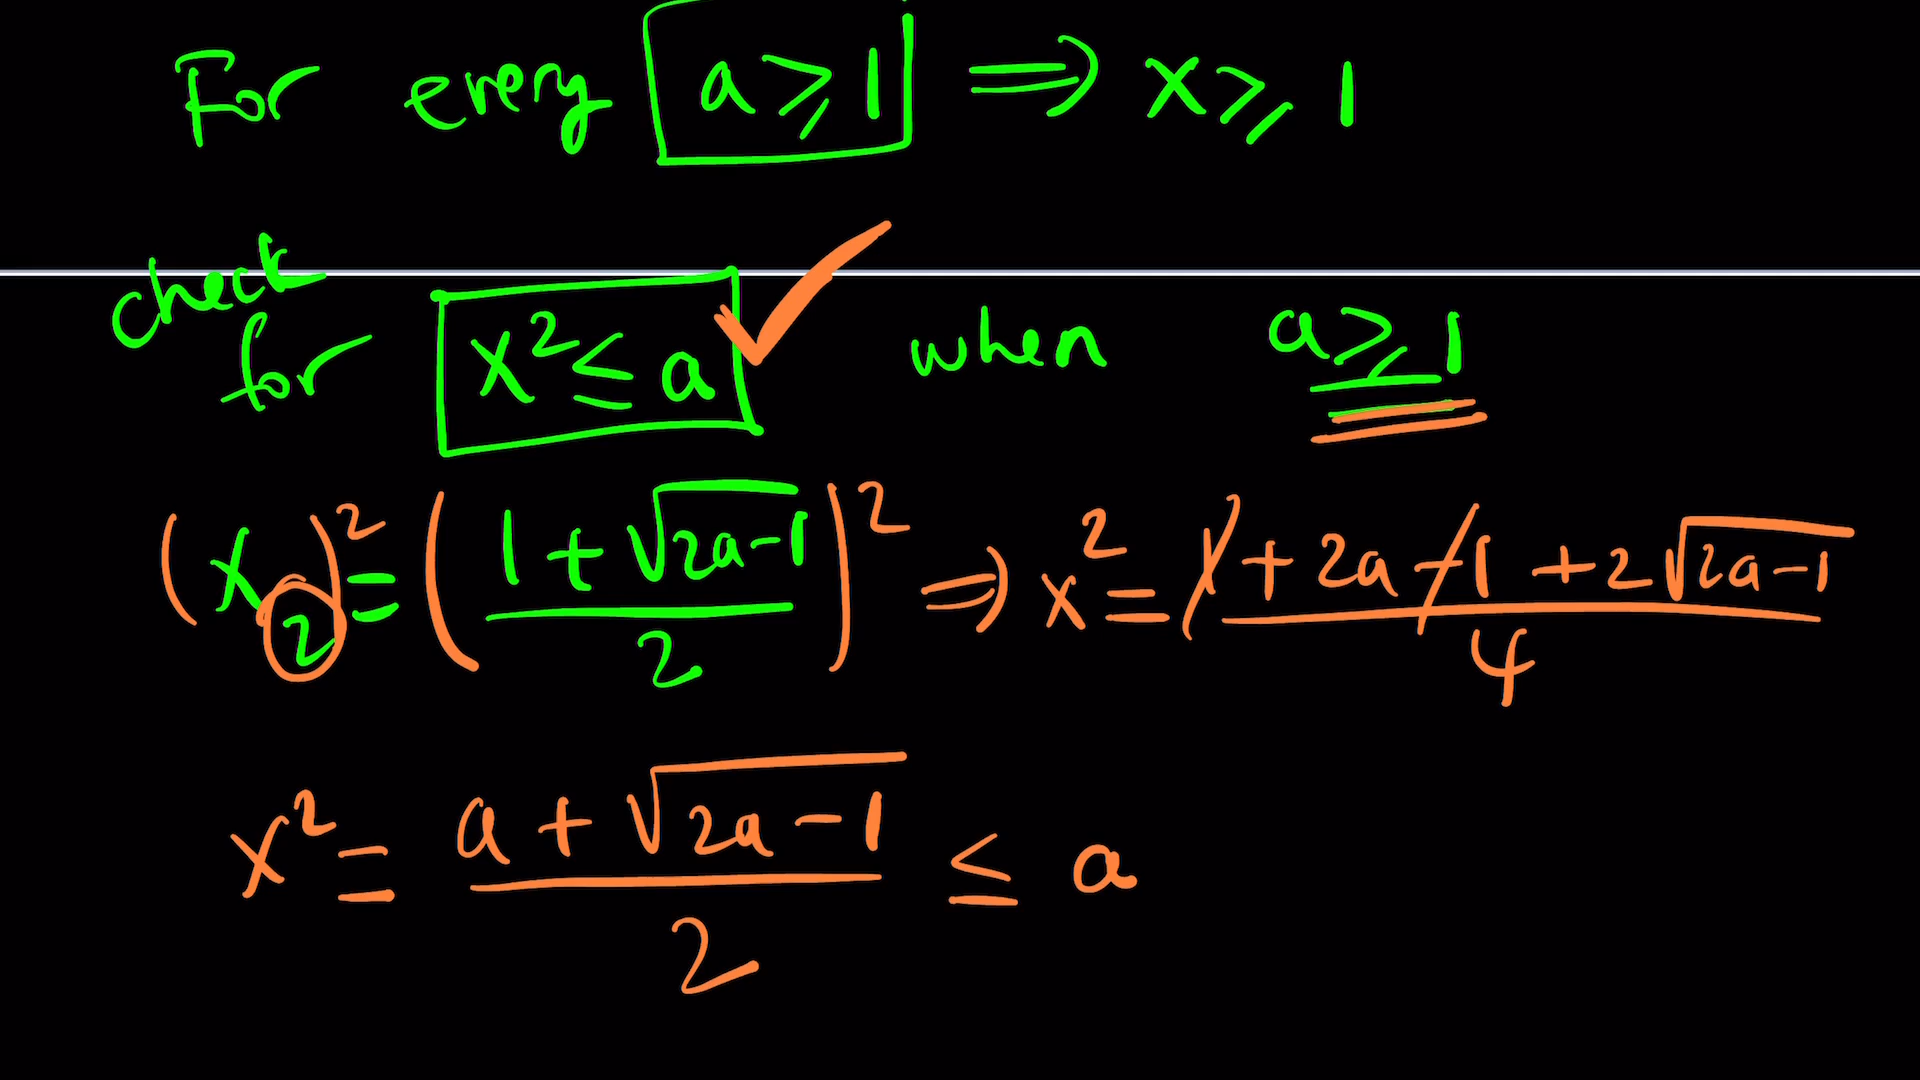 For every a ⩾ 1 ⟹ x ⩾ 1
check for x² ≤ a ✓ when a ⩾ 1
(x₂)² = ((1 + √(2a-1))/2)² ⟹ x² = (1 + 2a - 1 + 2√(2a-1))/4
x² = (a + √(2a-1))/2 ≤ a